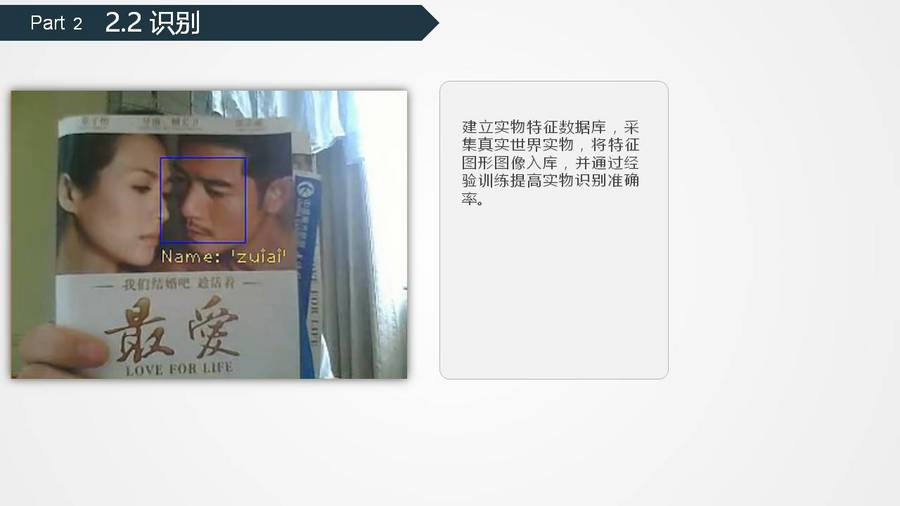 Part 2 2.2 识别
建立实物特征数据库，采
集真实世界实物，将特征
图形图像入库，并通过经
验训练提高实物识别准确
率。
Name: 'zuiai'
我们结婚吧 趁活着
最爱
LOVE FOR LIFE